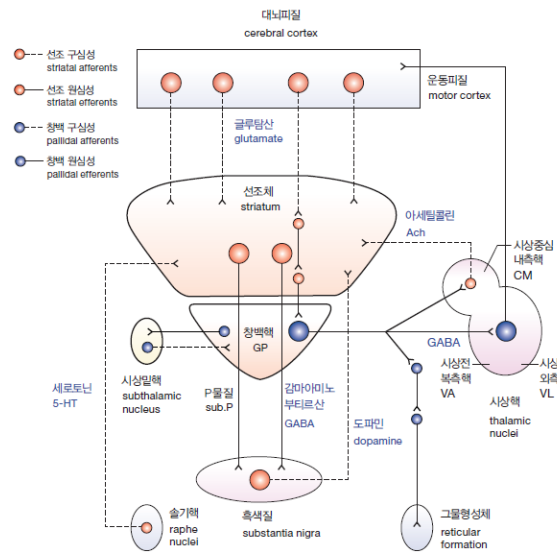 대뇌피질
cerebral cortex
선조 구심성
striatal afferents
선조 원심성
striatal efferents
창백 구심성
pallidal afferents
창백 원심성
pallidal efferents
운동피질
motor cortex
글루탐산
glutamate
선조체
striatum
아세틸콜린
Ach
시상중심
내측핵
CM
창백핵
GP
GABA
시상밑핵
subthalamic
nucleus
세로토닌
5-HT
P물질
sub.P
감마아미노
부티르산
GABA
도파민
dopamine
시상전
복측핵
VA
시상핵
thalamic
nuclei
시상
외측
VL
솔기핵
raphe
nuclei
흑색질
substantia nigra
그물형성체
reticular
formation